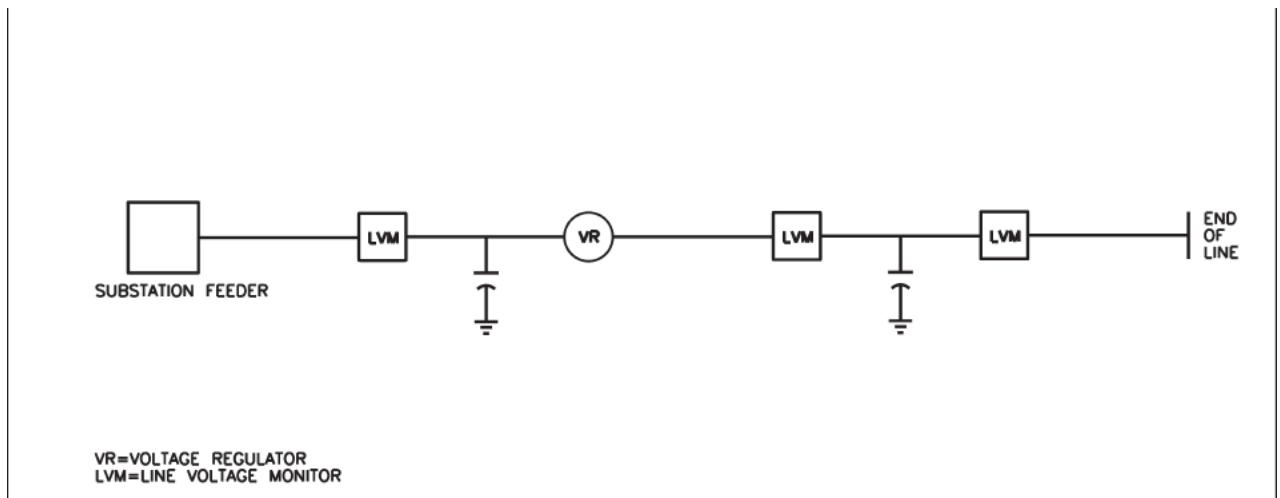 LVM
VR
LVM
LVM
END
OF
LINE
SUBSTATION FEEDER
VR=VOLTAGE REGULATOR
LVM=LINE VOLTAGE MONITOR